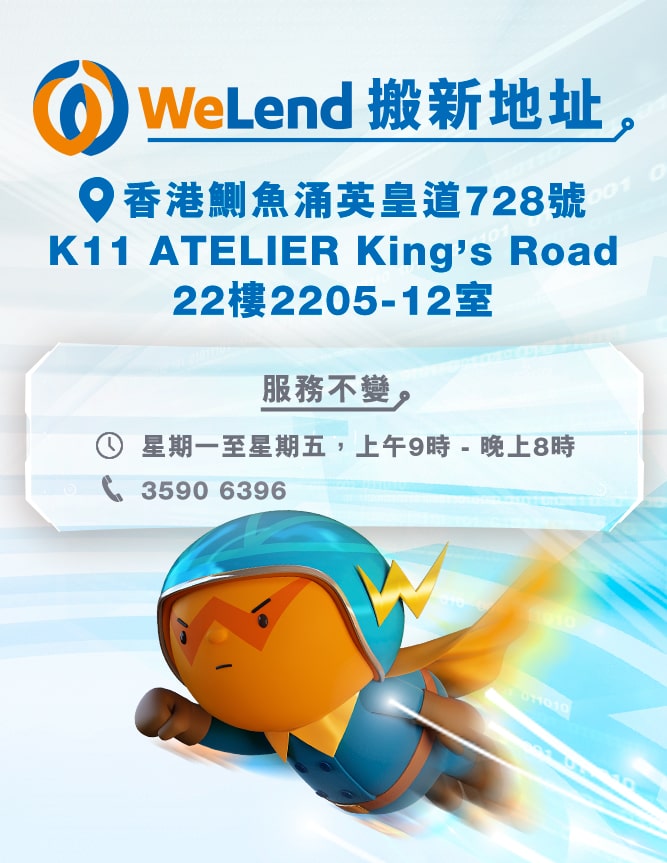 WeLend 搬新地址
香港鰂魚涌英皇道728號
K11 ATELIER King's Road
22樓2205-12室
服務不變
星期一至星期五，上午9時 - 晚上8時
3590 6396